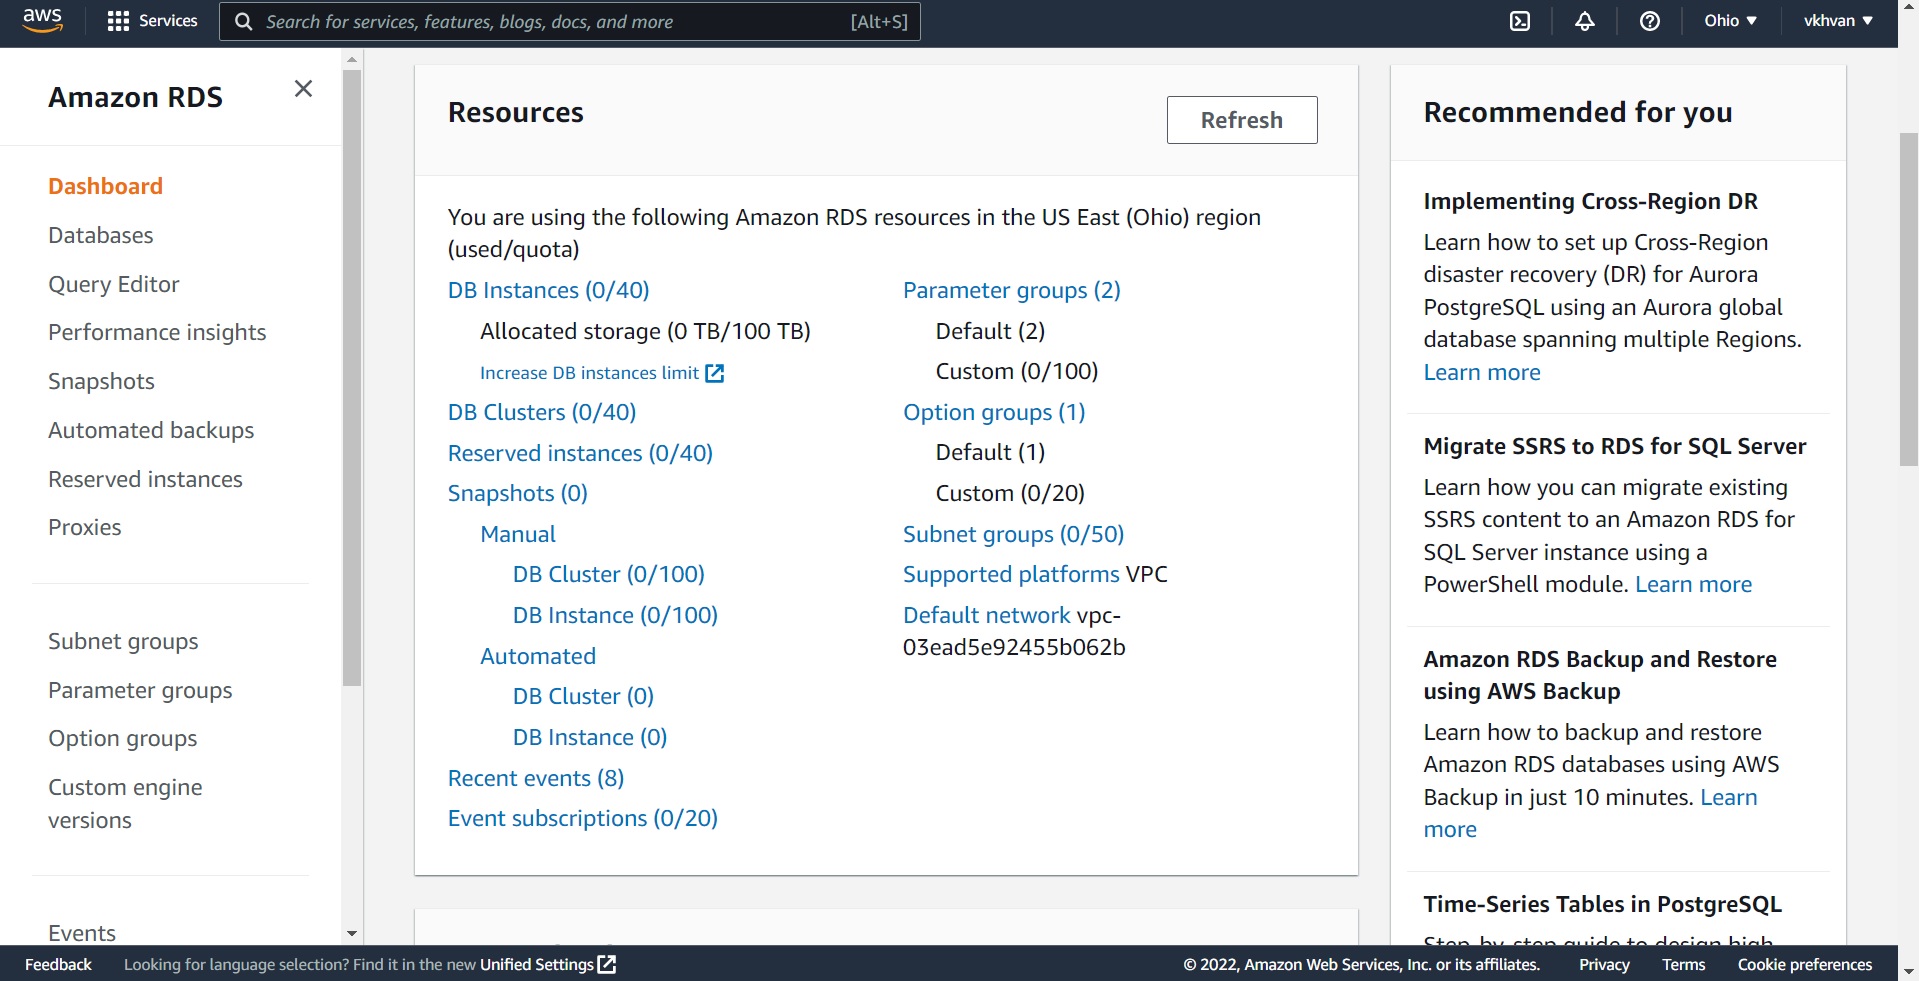 aws
Services
Search for services, features, blogs, docs, and more
[Alt+S]
Ohio ▼
vkhvan ▼
Amazon RDS
Dashboard
Databases
Query Editor
Performance insights
Snapshots
Automated backups
Reserved instances
Proxies
Subnet groups
Parameter groups
Option groups
Custom engine
versions
Events
Resources
Refresh
You are using the following Amazon RDS resources in the US East (Ohio) region
(used/quota)
DB Instances (0/40)
Allocated storage (0 TB/100 TB)
Increase DB instances limit
DB Clusters (0/40)
Reserved instances (0/40)
Snapshots (0)
Manual
DB Cluster (0/100)
DB Instance (0/100)
Automated
DB Cluster (0)
DB Instance (0)
Recent events (8)
Event subscriptions (0/20)
Parameter groups (2)
Default (2)
Custom (0/100)
Option groups (1)
Default (1)
Custom (0/20)
Subnet groups (0/50)
Supported platforms VPC
Default network vpc-
03ead5e92455b062b
Recommended for you
Implementing Cross-Region DR
Learn how to set up Cross-Region
disaster recovery (DR) for Aurora
PostgreSQL using an Aurora global
database spanning multiple Regions.
Learn more
Migrate SSRS to RDS for SQL Server
Learn how you can migrate existing
SSRS content to an Amazon RDS for
SQL Server instance using a
PowerShell module. Learn more
Amazon RDS Backup and Restore
using AWS Backup
Learn how to backup and restore
Amazon RDS databases using AWS
Backup in just 10 minutes. Learn
more
Time-Series Tables in PostgreSQL
Step-by-step guide to design high
Feedback
Looking for language selection? Find it in the new Unified Settings
© 2022, Amazon Web Services, Inc. or its affiliates.
Privacy
Terms
Cookie preferences